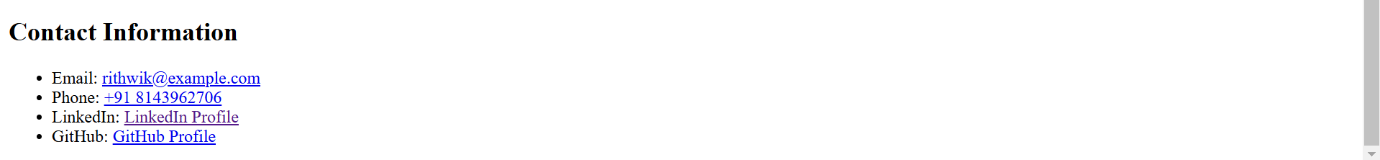 Contact Information
• Email: rithwik@example.com
• Phone: +91 8143962706
• LinkedIn: LinkedIn Profile
• GitHub: GitHub Profile